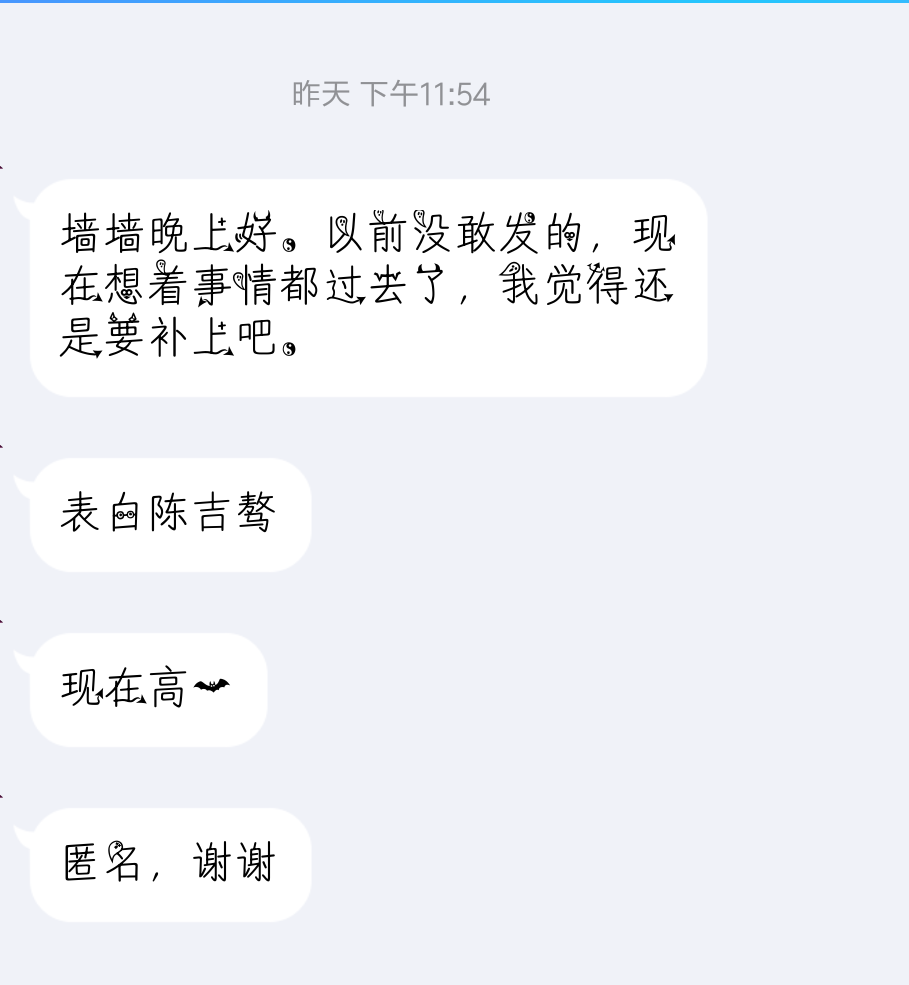 昨天 下午11:54
墙墙晚上好。以前没敢发的，现
在想着事情都过去了，我觉得还
是要补上吧。
表白陈吉骜
现在高一
匿名，谢谢